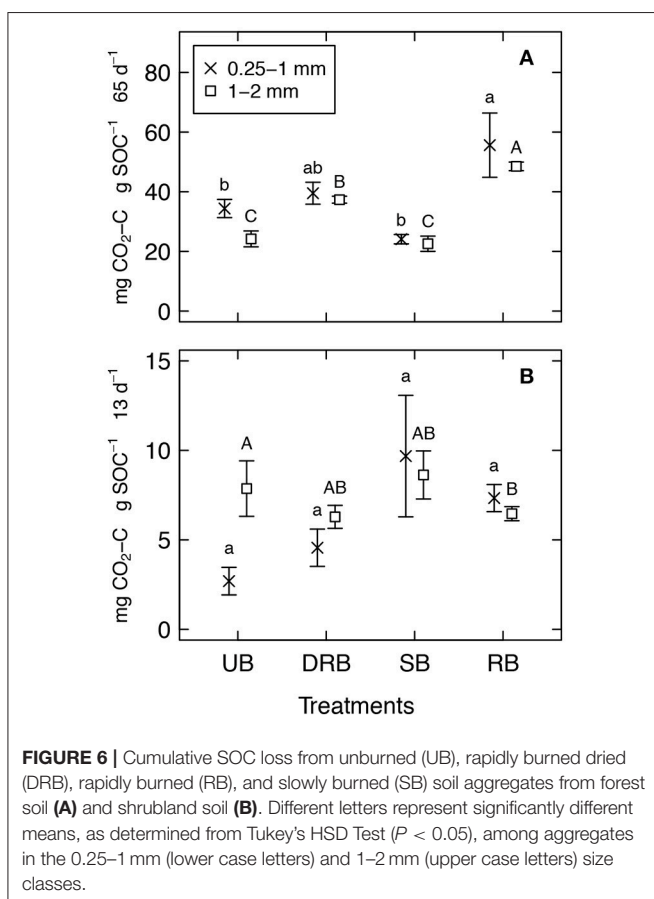 A
× 0.25–1 mm
□ 1–2 mm
mg CO₂–C g SOC⁻¹ 65 d⁻¹
80
60
40
20
0
b
C
ab
B
b
C
a
A
B
mg CO₂–C g SOC⁻¹ 13 d⁻¹
15
10
5
0
a
A
a
AB
a
AB
a
B
UB DRB SB RB
Treatments
FIGURE 6 | Cumulative SOC loss from unburned (UB), rapidly burned dried
(DRB), rapidly burned (RB), and slowly burned (SB) soil aggregates from forest
soil (A) and shrubland soil (B). Different letters represent significantly different
means, as determined from Tukey's HSD Test (P < 0.05), among aggregates
in the 0.25–1 mm (lower case letters) and 1–2 mm (upper case letters) size
classes.